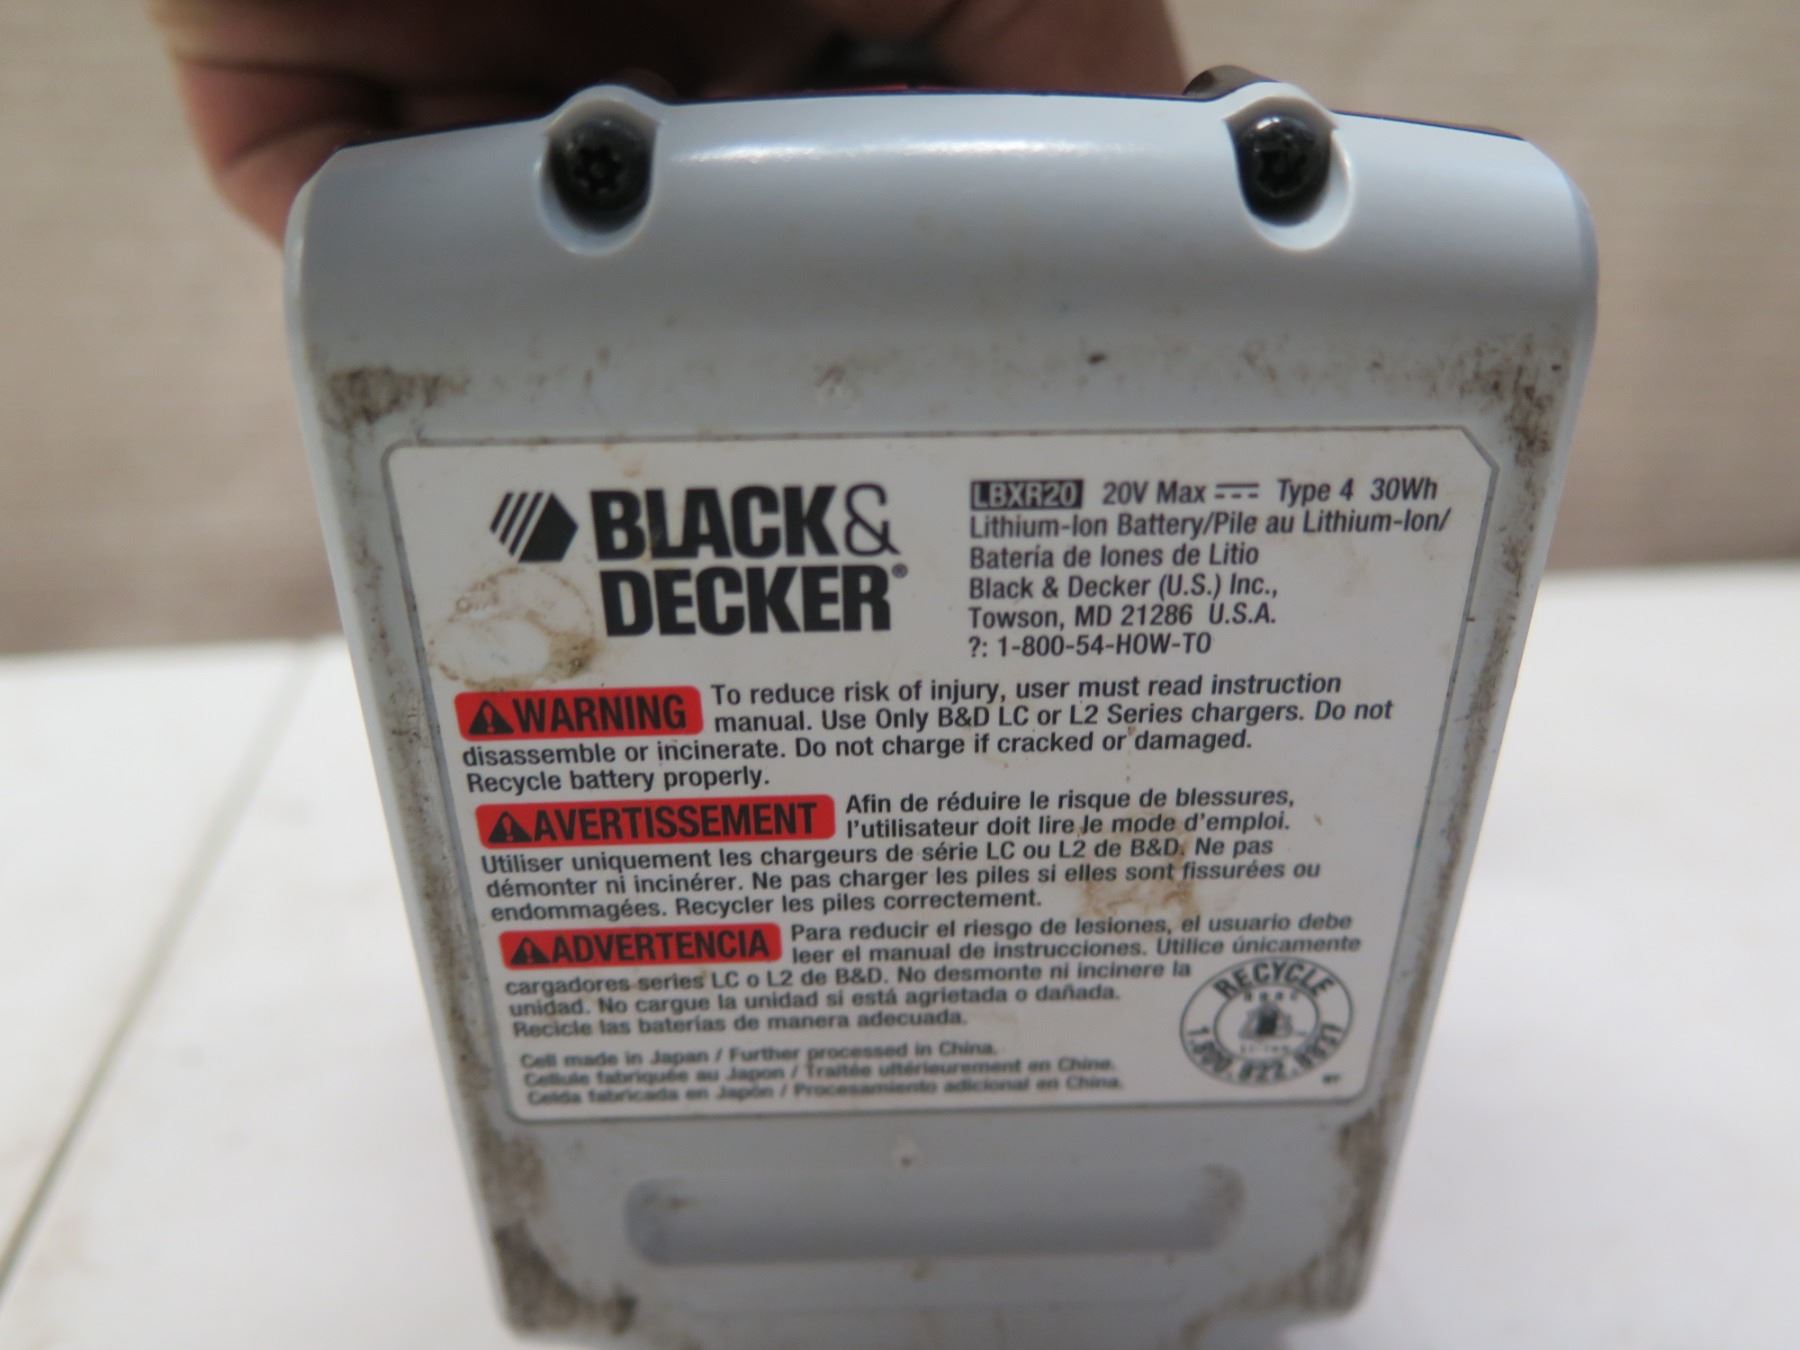 BLACK&
DECKER®
LBXR20 20V Max Type 4 30Wh
Lithium-Ion Battery/Pile au Lithium-Ion/
Batería de Iones de Litio
Black & Decker (U.S.) Inc.,
Towson, MD 21286 U.S.A.
?: 1-800-54-HOW-TO
WARNING To reduce risk of injury, user must read instruction
manual. Use Only B&D LC or L2 Series chargers. Do not
disassemble or incinerate. Do not charge if cracked or damaged.
Recycle battery properly.
AVERTISSEMENT Afin de réduire le risque de blessures,
l'utilisateur doit lire le mode d'emploi.
Utiliser uniquement les chargeurs de série LC ou L2 de B&D. Ne pas
démonter ni incinérer. Ne pas charger les piles si elles sont fissurées ou
endommagées. Recycler les piles correctement.
ADVERTENCIA Para reducir el riesgo de lesiones, el usuario debe
leer el manual de instrucciones. Utilice únicamente
cargadores series LC o L2 de B&D. No desmonte ni incinere la
unidad. No cargue la unidad si está agrietada o dañada.
Recicle las baterías de manera adecuada.
Cell made in Japan / Further processed in China.
Cellule fabriquée au Japon / Traitée ultérieurement en Chine.
Celda fabricada en Japón / Procesamiento adicional en China.
RECYCLE
1.800.822.8837